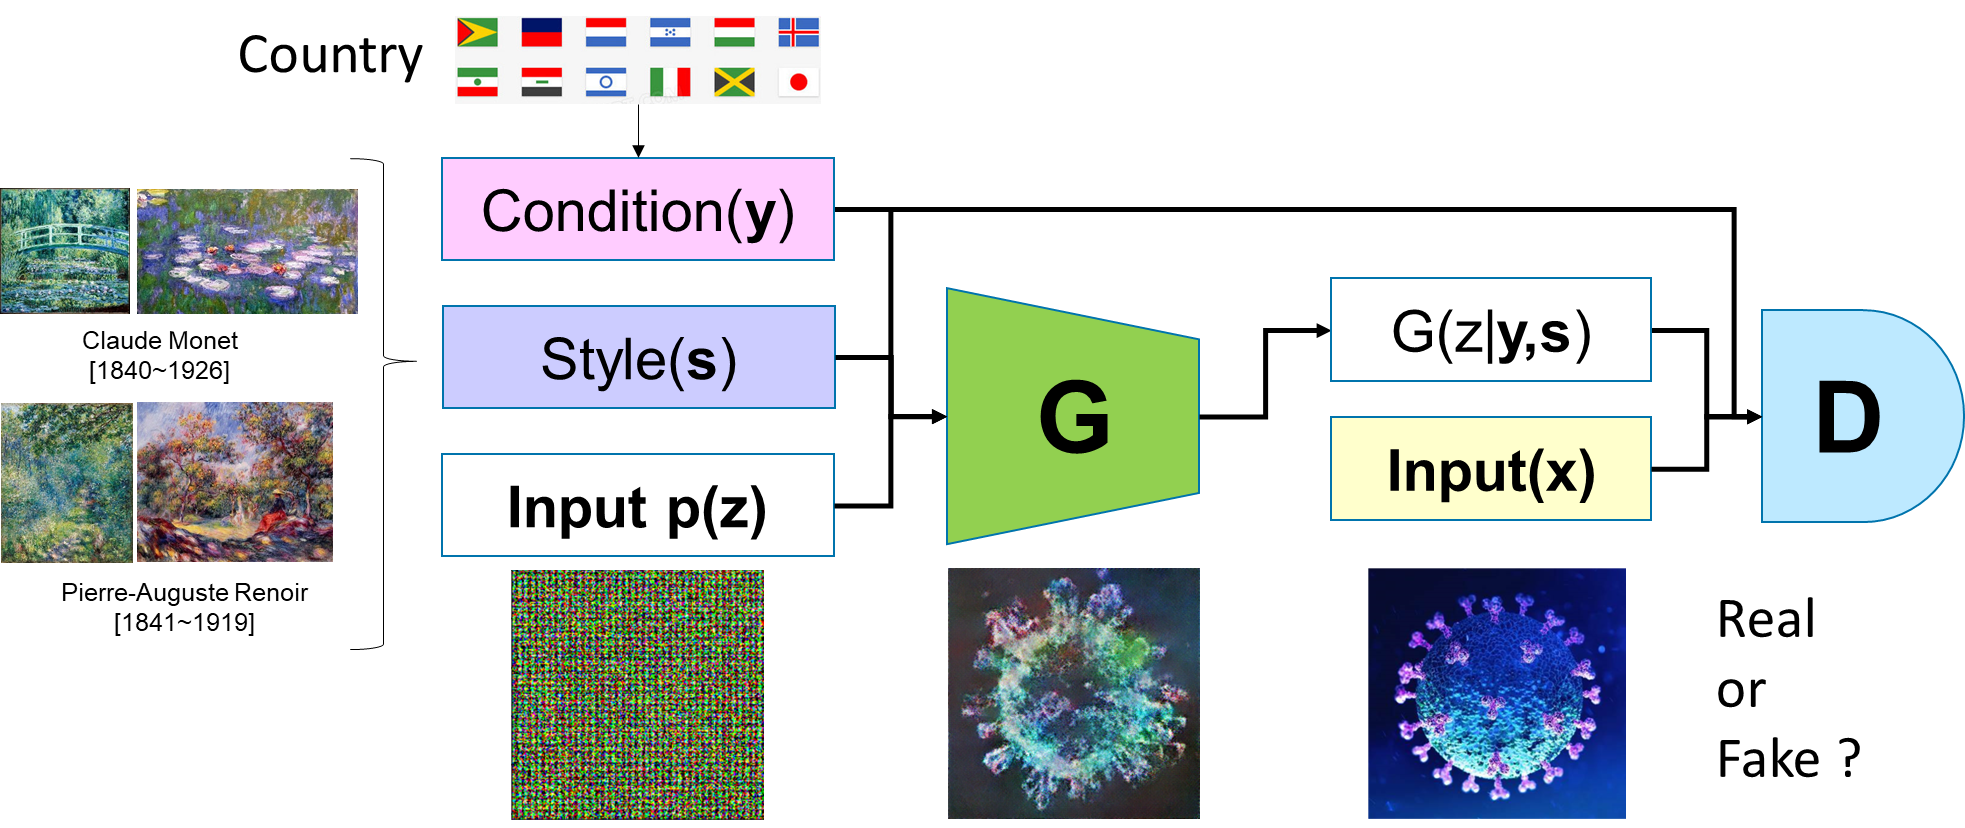 Country
Condition(y)
Claude Monet
[1840~1926]
Style(s)
G(z|y,s)
G
D
Input(x)
Input p(z)
Pierre-Auguste Renoir
[1841~1919]
Real
or
Fake ?